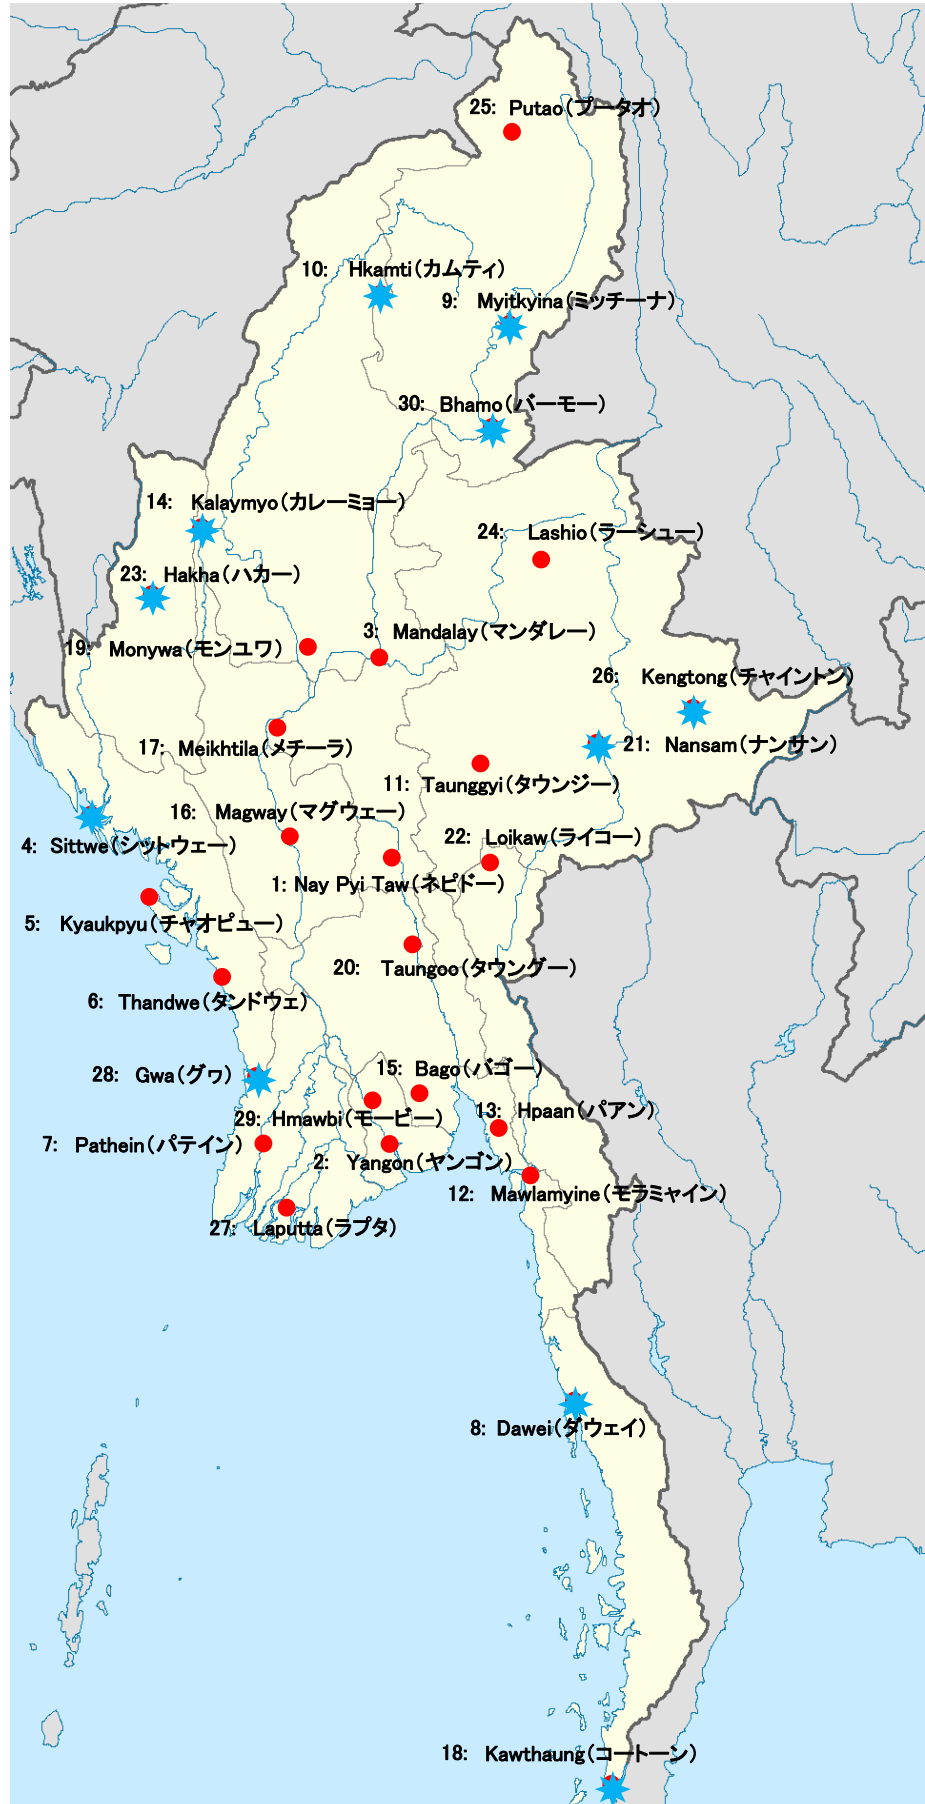 25: Putao(プータオ)
10: Hkamti(カムティ)
9: Myitkyina(ミッチーナ)
30: Bhamo(バーモー)
14: Kalaymyo(カレーミョー)
24: Lashio(ラーシュー)
23: Hakha(ハカー)
3: Mandalay(マンダレー)
19: Monywa(モンユワ)
26: Kengtong(チャイントン)
17: Meikhtila(メチーラ)
21: Nansam(ナンサン)
11: Taunggyi(タウンジー)
16: Magway(マグウェー)
22: Loikaw(ライコー)
4: Sittwe(シットウェー)
1: Nay Pyi Taw(ネピドー)
5: Kyaukpyu(チャオピュー)
20: Taungoo(タウングー)
6: Thandwe(タンドウェ)
15: Bago(バゴー)
28: Gwa(グヮ)
13: Hpaan(パアン)
29: Hmawbi(モービー)
7: Pathein(パテイン)
2: Yangon(ヤンゴン)
12: Mawlamyine(モラミャイン)
27: Laputta(ラプタ)
8: Dawei(ダウェイ)
18: Kawthaung(コートーン)